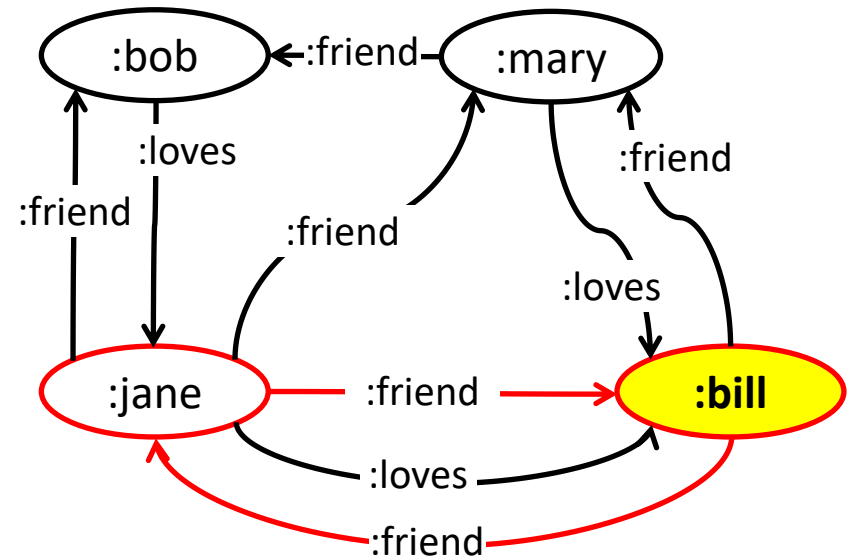 :bob
:friend
:mary
:loves
:friend
:friend
:friend
:loves
:jane
:friend
:bill
:loves
:friend